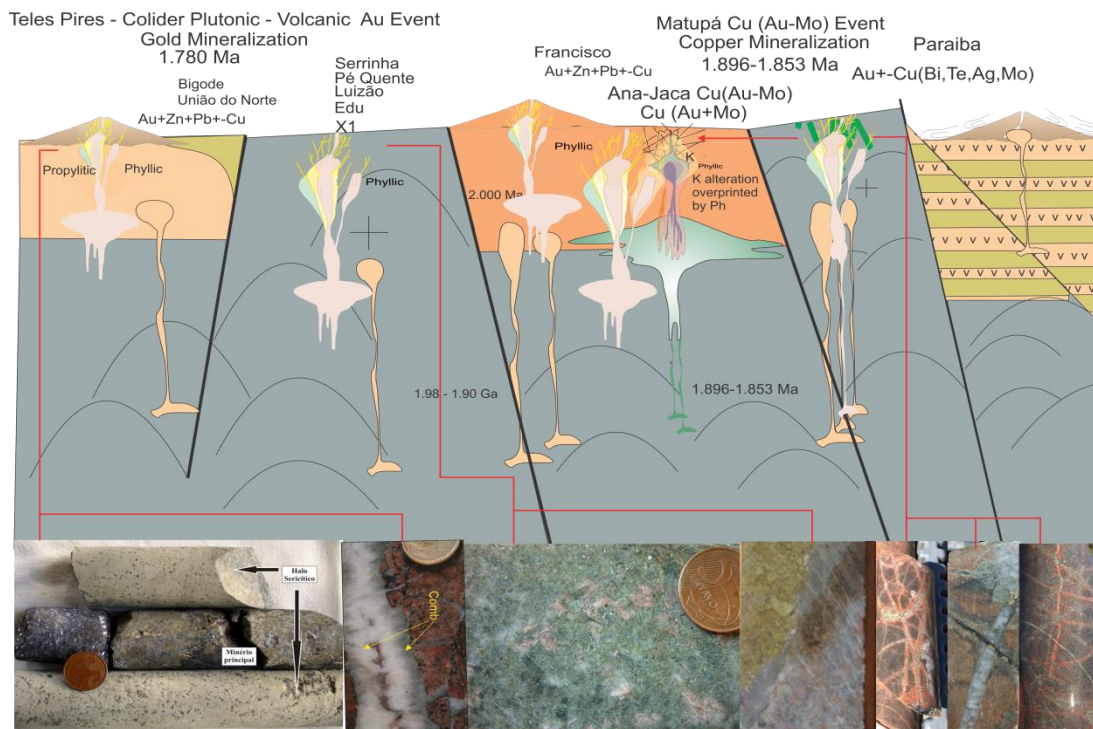 Teles Pires - Colider Plutonic - Volcanic Au Event
Gold Mineralization
1.780 Ma
Bigode
União do Norte
Au+Zn+Pb+-Cu
Serrinha
Pé Quente
Luizão
Edu
X1
Francisco
Au+Zn+Pb+-Cu
Matupá Cu (Au-Mo) Event
Copper Mineralization
1.896-1.853 Ma
Ana-Jaca Cu(Au-Mo)
Cu (Au+Mo)
Paraiba
Au+-Cu(Bi,Te,Ag,Mo)
Propylitic
Phyllic
Phyllic
2.000 Ma
Phyllic
K
Phyllic
K alteration
overprinted
by Ph
1.98 - 1.90 Ga
1.896-1.853 Ma
V V V V
V V V V V V
V V V V V V V
V V V V
Halo
Sericítico
Minério
principal
Comb